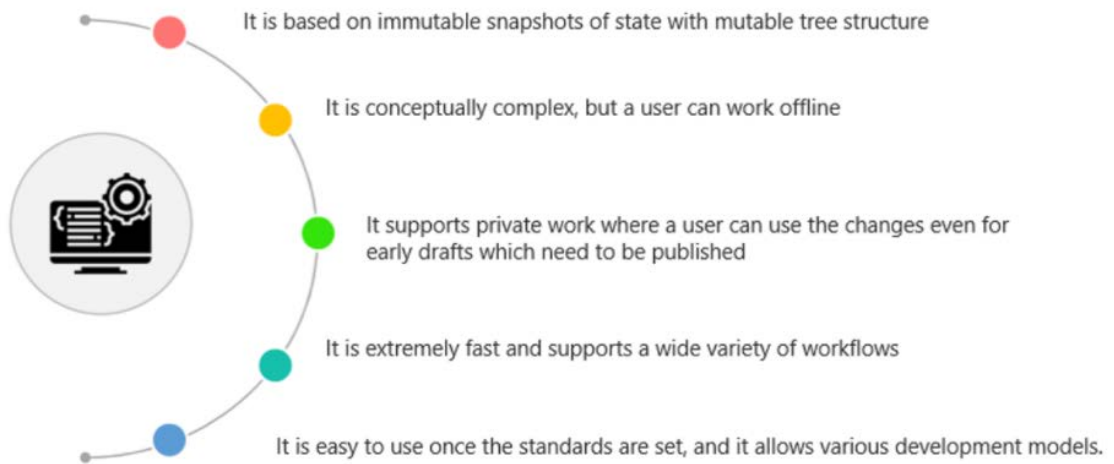 It is based on immutable snapshots of state with mutable tree structure
It is conceptually complex, but a user can work offline
It supports private work where a user can use the changes even for
early drafts which need to be published
It is extremely fast and supports a wide variety of workflows
It is easy to use once the standards are set, and it allows various development models.